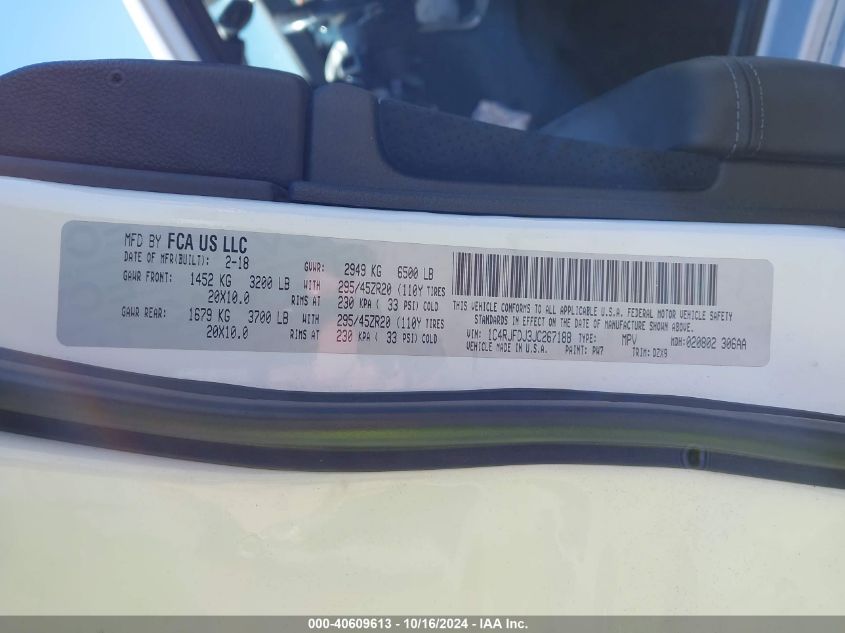 MFD BY FCA US LLC
DATE OF MFR(BUILT): 2-18 GVWR: 2949 KG 6500 LB
GAWR FRONT: 1452 KG 3200 LB WITH 295/45ZR20 (110Y TIRES
20X10.0 RIMS AT 230 KPA ( 33 PSI) COLD
GAWR REAR: 1679 KG 3700 LB WITH 295/45ZR20 (110Y TIRES
20X10.0 RIMS AT 230 KPA ( 33 PSI) COLD
THIS VEHICLE CONFORMS TO ALL APPLICABLE U.S.A. FEDERAL MOTOR VEHICLE SAFETY
STANDARDS IN EFFECT ON THE DATE OF MANUFACTURE SHOWN ABOVE.
VIN: 1C4RJFDJ3JC267188 TYPE: MPV MDH:020802 306AA
VEHICLE MADE IN U.S.A. PAINT: PW7 TRIM: DZX9
000-40609613 - 10/16/2024 - IAA Inc.